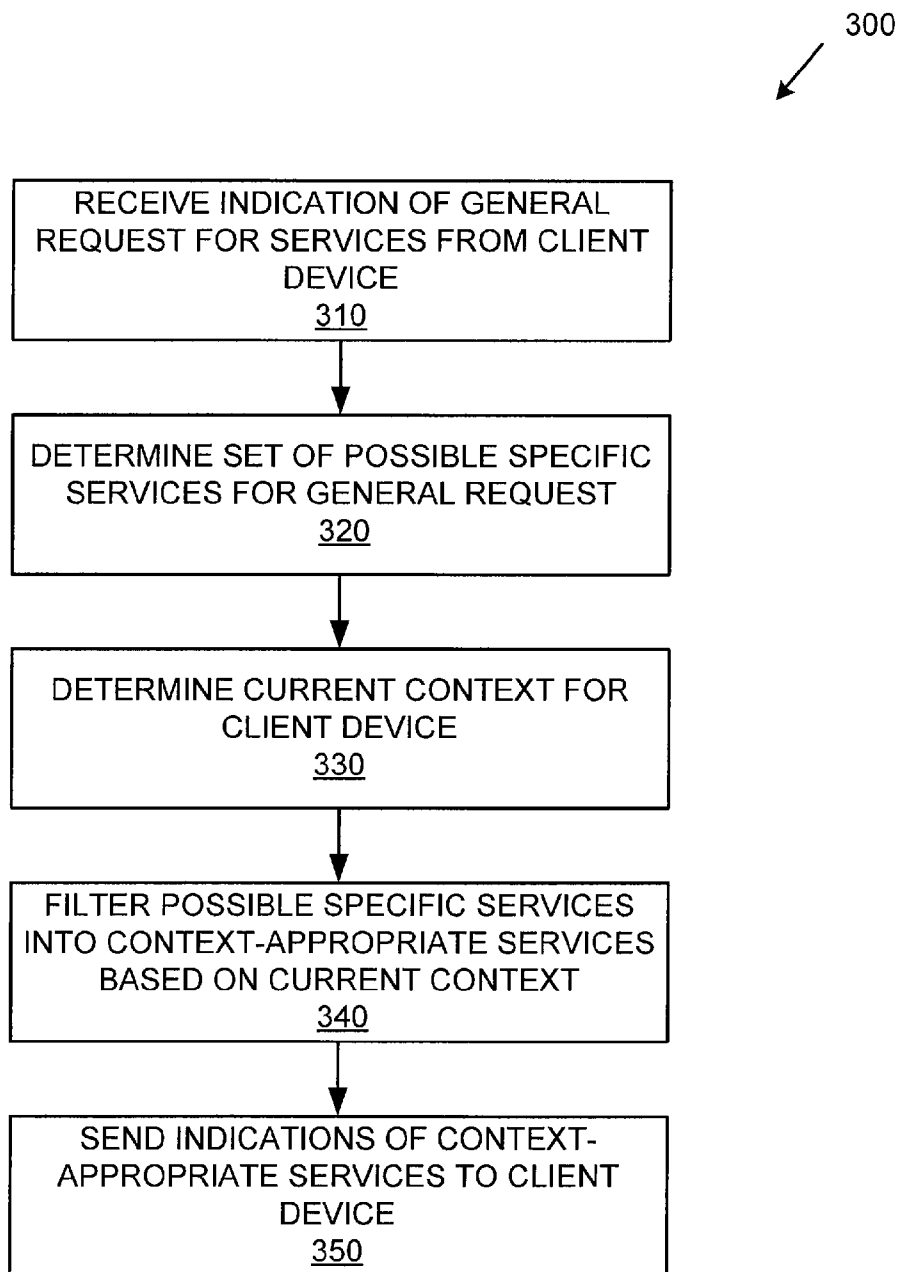 300
RECEIVE INDICATION OF GENERAL
REQUEST FOR SERVICES FROM CLIENT
DEVICE
310
DETERMINE SET OF POSSIBLE SPECIFIC
SERVICES FOR GENERAL REQUEST
320
DETERMINE CURRENT CONTEXT FOR
CLIENT DEVICE
330
FILTER POSSIBLE SPECIFIC SERVICES
INTO CONTEXT-APPROPRIATE SERVICES
BASED ON CURRENT CONTEXT
340
SEND INDICATIONS OF CONTEXT-
APPROPRIATE SERVICES TO CLIENT
DEVICE
350